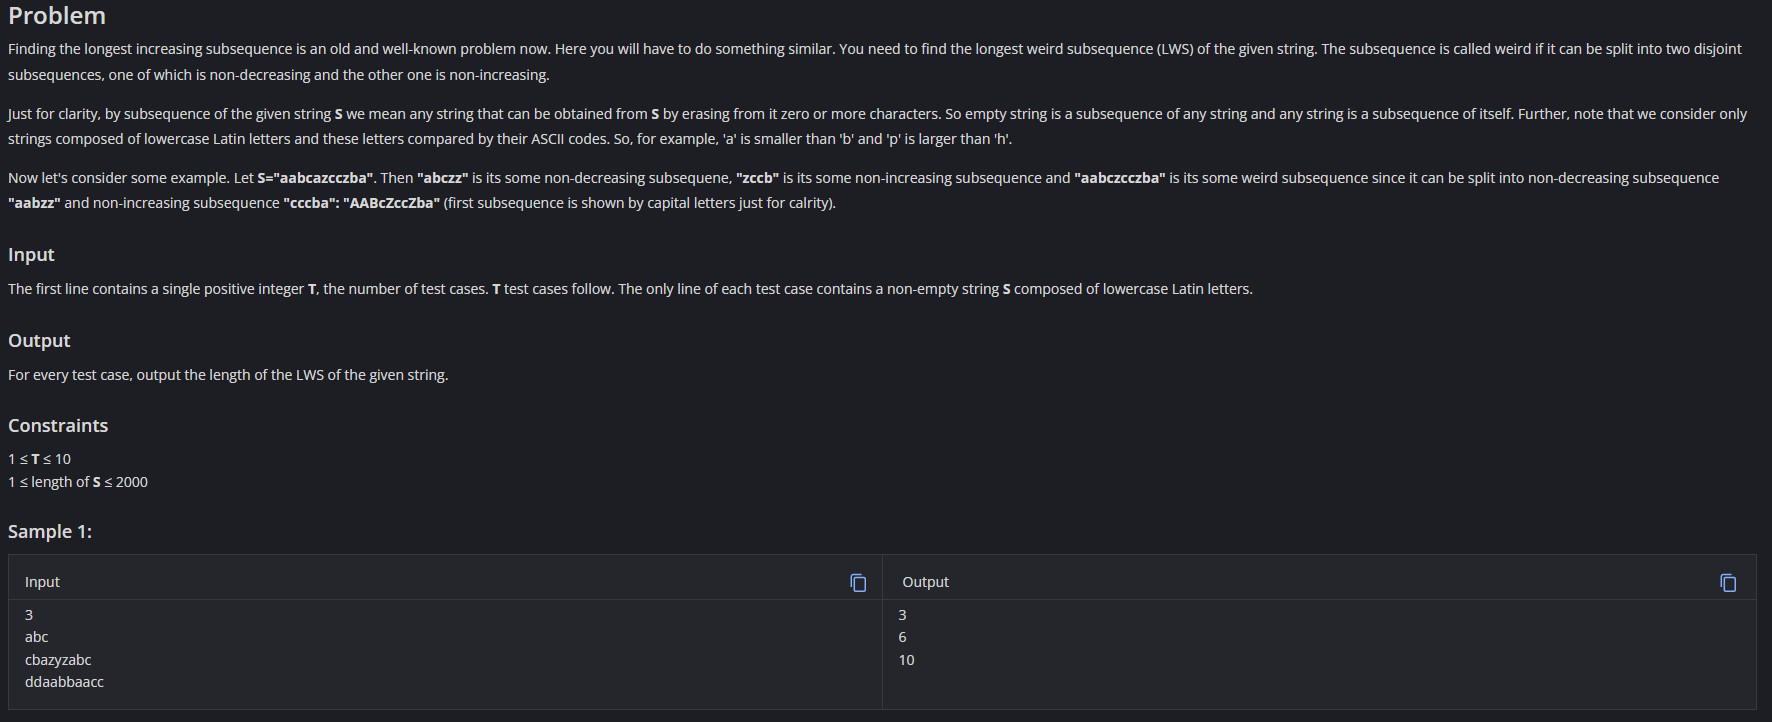 Problem
Finding the longest increasing subsequence is an old and well-known problem now. Here you will have to do something similar. You need to find the longest weird subsequence (LWS) of the given string. The subsequence is called weird if it can be split into two disjoint
subsequences, one of which is non-decreasing and the other one is non-increasing.
Just for clarity, by subsequence of the given string S we mean any string that can be obtained from S by erasing from it zero or more characters. So empty string is a subsequence of any string and any string is a subsequence of itself. Further, note that we consider only
strings composed of lowercase Latin letters and these letters compared by their ASCII codes. So, for example, 'a' is smaller than 'b' and 'p' is larger than 'h'.
Now let's consider some example. Let S="aabcazcczba". Then "abczz" is its some non-decreasing subsequene, "zccb" is its some non-increasing subsequence and "aabczcczba" is its some weird subsequence since it can be split into non-decreasing subsequence
"aabzz" and non-increasing subsequence "cccba": "AABcZccZba" (first subsequence is shown by capital letters just for calrity).
Input
The first line contains a single positive integer T, the number of test cases. T test cases follow. The only line of each test case contains a non-empty string S composed of lowercase Latin letters.
Output
For every test case, output the length of the LWS of the given string.
Constraints
1 ≤ T ≤ 10
1 ≤ length of S ≤ 2000
Sample 1:
Input
Output
3
3
abc
6
cbazyzabc
10
ddaabbaacc